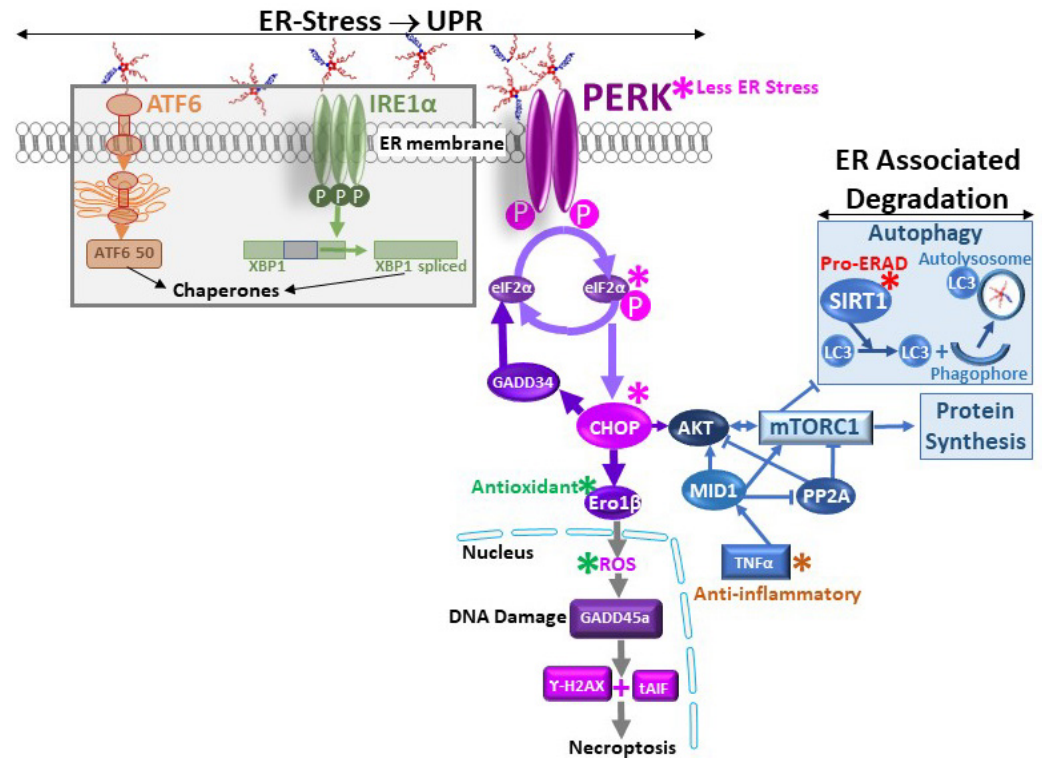 ER-Stress → UPR
ATF6
IRE1α
PERK
* Less ER Stress
ER membrane
P P P
P P
ATF6 50
XBP1
XBP1 spliced
Chaperones
eIF2α
eIF2α
*
P
GADD34
*
CHOP
AKT
mTORC1
Protein
Synthesis
MID1
PP2A
TNFα *
Anti-inflammatory
ER Associated
Degradation
Autophagy
Pro-ERAD
*
Autolysosome
SIRT1
LC3
LC3
LC3
+
Phagophore
Antioxidant *
Ero1β
Nucleus
* ROS
DNA Damage
GADD45a
ϒ-H2AX + tAIF
Necroptosis